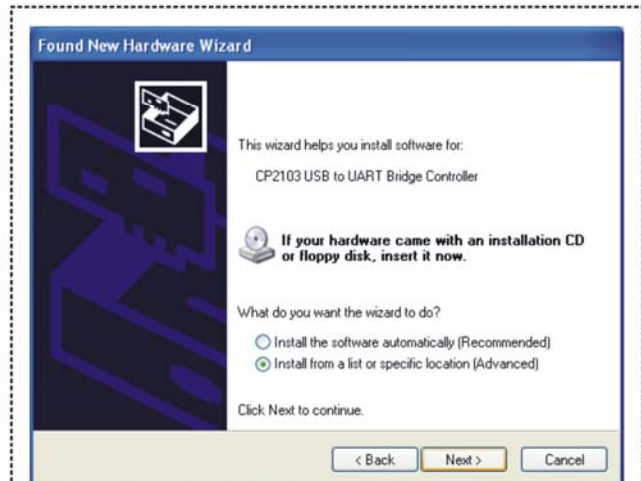 Found New Hardware Wizard
This wizard helps you install software for:
CP2103 USB to UART Bridge Controller
If your hardware came with an installation CD
or floppy disk, insert it now.
What do you want the wizard to do?
Install the software automatically (Recommended)
Install from a list or specific location (Advanced)
Click Next to continue.
< Back Next > Cancel